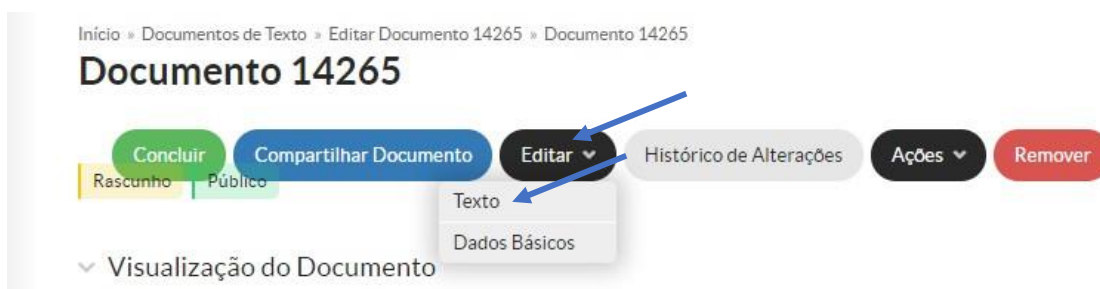 Início » Documentos de Texto » Editar Documento 14265 » Documento 14265
Documento 14265
Concluir Compartilhar Documento Editar Histórico de Alterações Ações Remover
Rascunho Público
Texto
Dados Básicos
Visualização do Documento